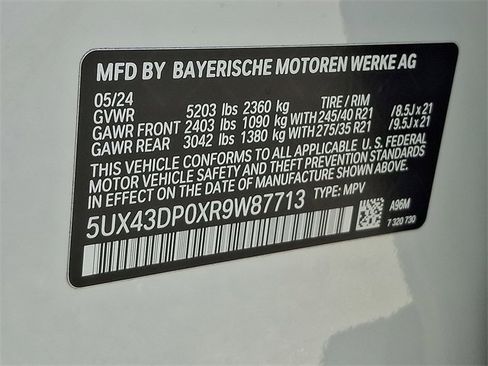 MFD BY BAYERISCHE MOTOREN WERKE AG
05/24 TIRE / RIM
GVWR 5203 lbs 2360 kg
GAWR FRONT 2403 lbs 1090 kg WITH 245/40 R21 /8.5J x 21
GAWR REAR 3042 lbs 1380 kg WITH 275/35 R21 /9.5J x 21
THIS VEHICLE CONFORMS TO ALL APPLICABLE U. S. FEDERAL
MOTOR VEHICLE SAFETY AND THEFT PREVENTION STANDARDS
IN EFFECT ON THE DATE OF MANUFACTURE SHOWN ABOVE.
5UX43DP0XR9W87713 TYPE: MPV
A96M
7 320 730